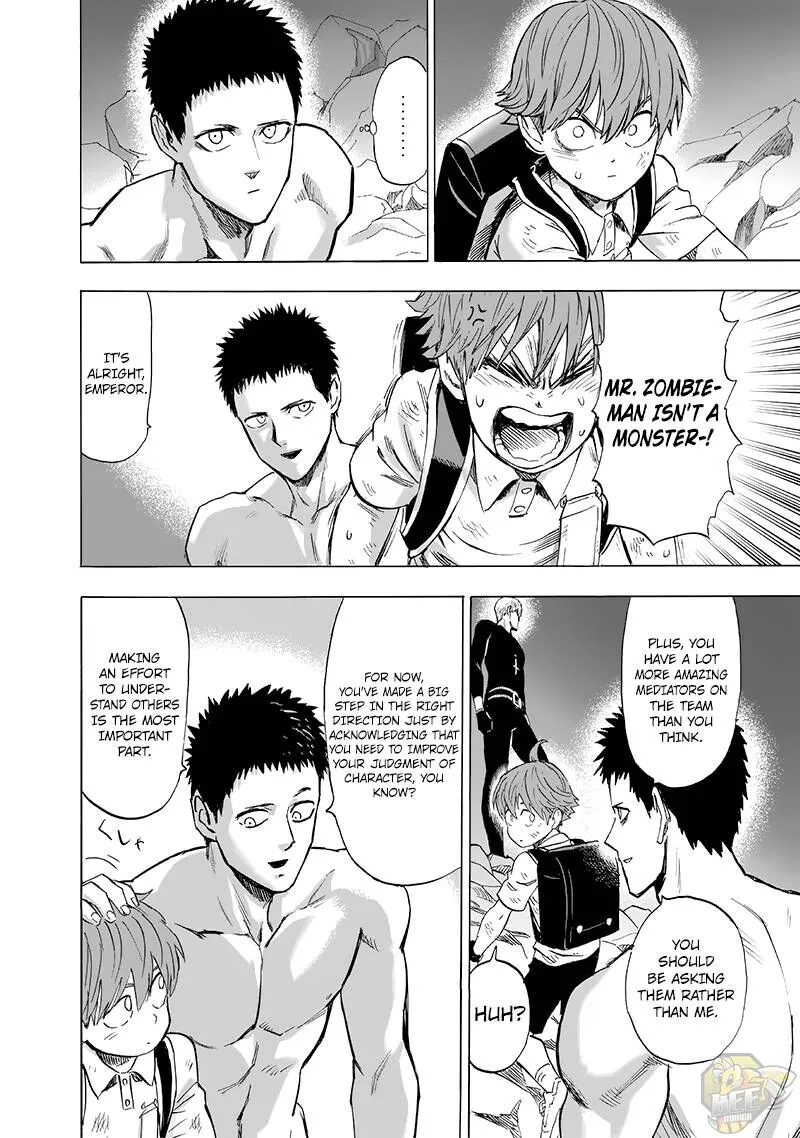 ........
MR. ZOMBIE-
MAN ISN'T A
MONSTER-!
IT'S
ALRIGHT,
EMPEROR.
PLUS, YOU
HAVE A LOT
MORE AMAZING
MEDIATORS ON
THE TEAM
THAN YOU
THINK.
YOU
SHOULD
BE ASKING
THEM RATHER
THAN ME.
HUH?
FOR NOW,
YOU'VE MADE A BIG
STEP IN THE RIGHT
DIRECTION JUST BY
ACKNOWLEDGING THAT
YOU NEED TO IMPROVE
YOUR JUDGMENT OF
CHARACTER, YOU
KNOW?
MAKING
AN EFFORT
TO UNDER-
STAND OTHERS
IS THE MOST
IMPORTANT
PART.
くしゃ
BEE
MANGA